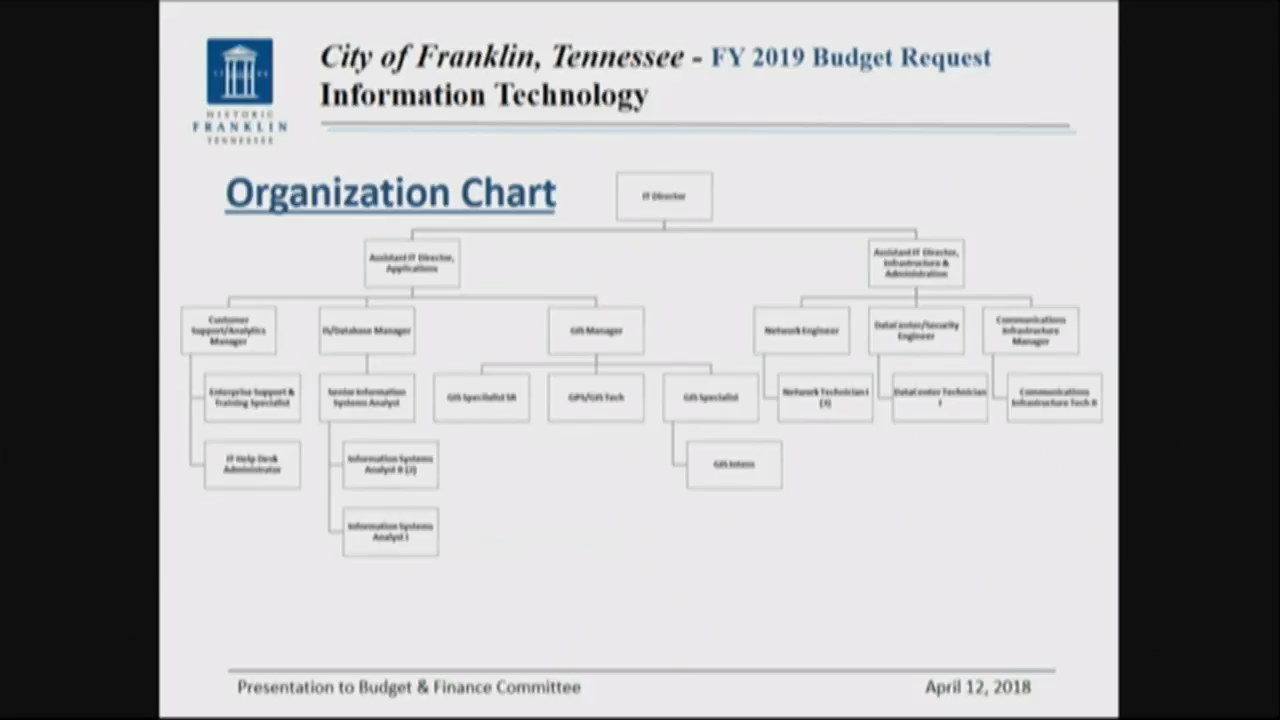 City of Franklin, Tennessee - FY 2019 Budget Request
Information Technology
HISTORIC
FRANKLIN
TENNESSEE
Organization Chart
IT Director
Assistant IT Director,
Applications
Assistant IT Director,
Infrastructure &
Administration
Customer
Support/Analytics
Manager
IS/Database Manager
GIS Manager
Network Engineer
DataCenter/Security
Engineer
Communications
Infrastructure
Manager
Enterprise Support &
Training Specialist
Senior Information
Systems Analyst
GIS Specialist SR
GPS/GIS Tech
GIS Specialist
Network Technician I
(3)
DataCenter Technician
I
Communications
Infrastructure Tech II
IT Help Desk
Administrator
Information Systems
Analyst II (2)
GIS Intern
Information Systems
Analyst I
Presentation to Budget & Finance Committee
April 12, 2018